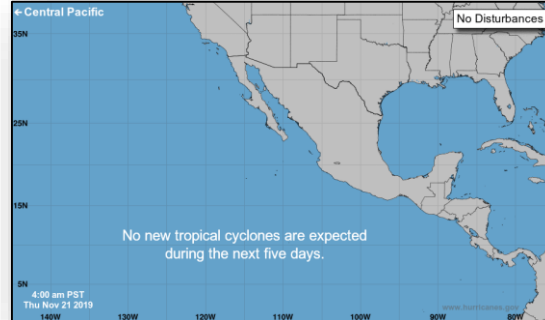 ←Central Pacific
No Disturbances
35N
25N
20N
15N
No new tropical cyclones are expected
during the next five days.
5N
4:00 am PST
Thu Nov 21 2019
www.hurricanes.gov
140W 130W 120W 110W 100W 90W 80W